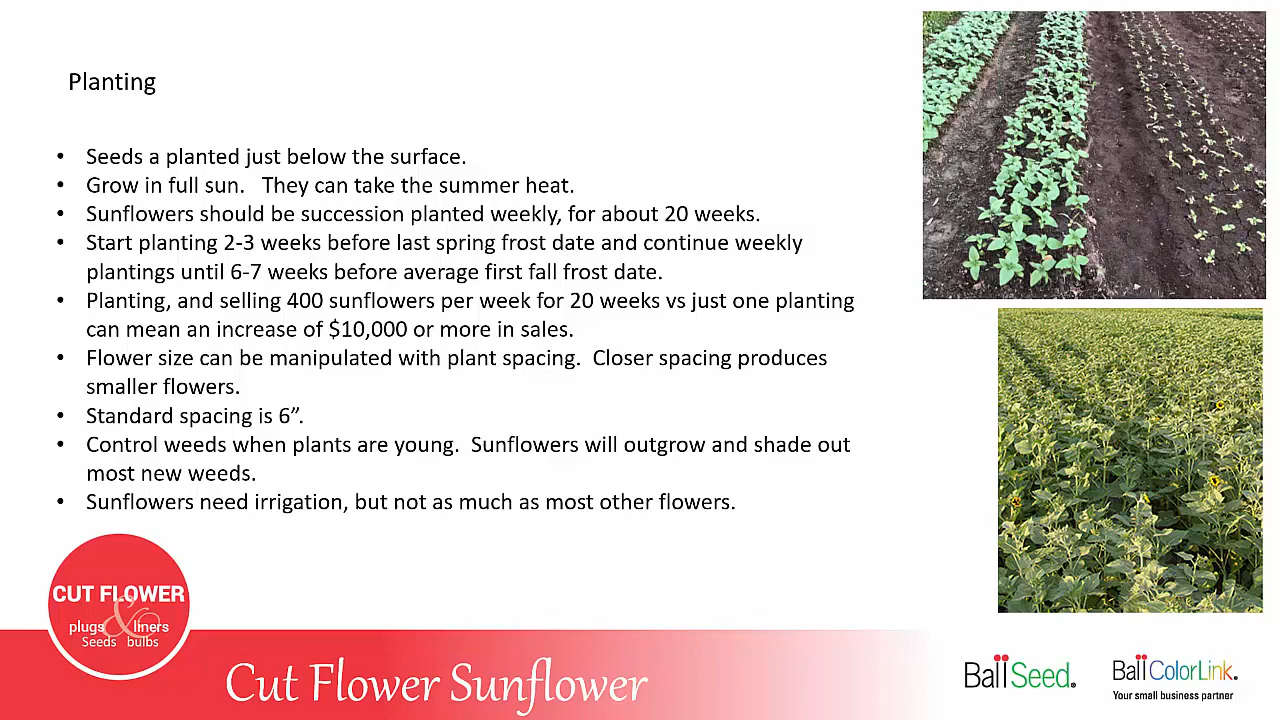 Planting
• Seeds a planted just below the surface.
• Grow in full sun.   They can take the summer heat.
• Sunflowers should be succession planted weekly, for about 20 weeks.
• Start planting 2-3 weeks before last spring frost date and continue weekly
plantings until 6-7 weeks before average first fall frost date.
• Planting, and selling 400 sunflowers per week for 20 weeks vs just one planting
can mean an increase of $10,000 or more in sales.
• Flower size can be manipulated with plant spacing.  Closer spacing produces
smaller flowers.
• Standard spacing is 6”.
• Control weeds when plants are young.  Sunflowers will outgrow and shade out
most new weeds.
• Sunflowers need irrigation, but not as much as most other flowers.
CUT FLOWER
plugs & liners
Seeds bulbs
Cut Flower Sunflower
Ball Seed.
Ball ColorLink.
Your small business partner